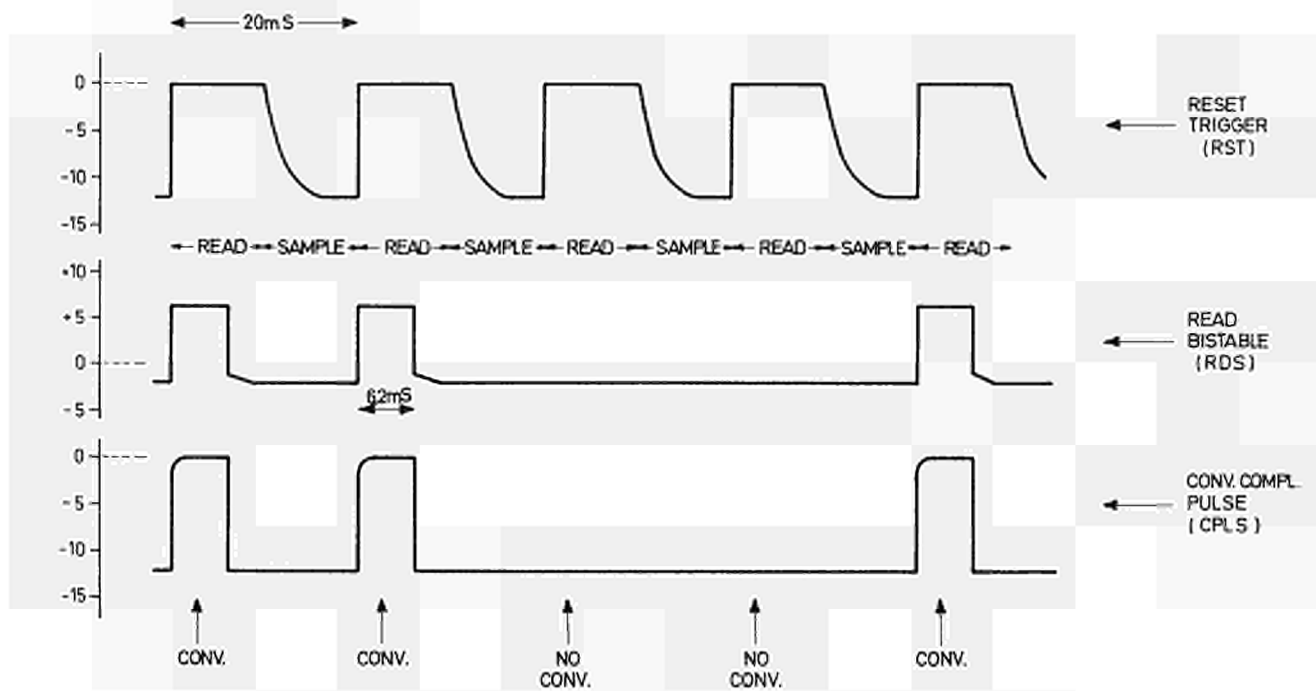 20mS
0
-5
-10
-15
RESET
TRIGGER
(RST)
READ SAMPLE READ SAMPLE READ SAMPLE READ SAMPLE READ
+10
+5
0
-5
READ
BISTABLE
(RDS)
6.2mS
0
-5
-10
-15
CONV. COMPL.
PULSE
(CPLS)
CONV. CONV. NO NO CONV.
CONV. CONV.